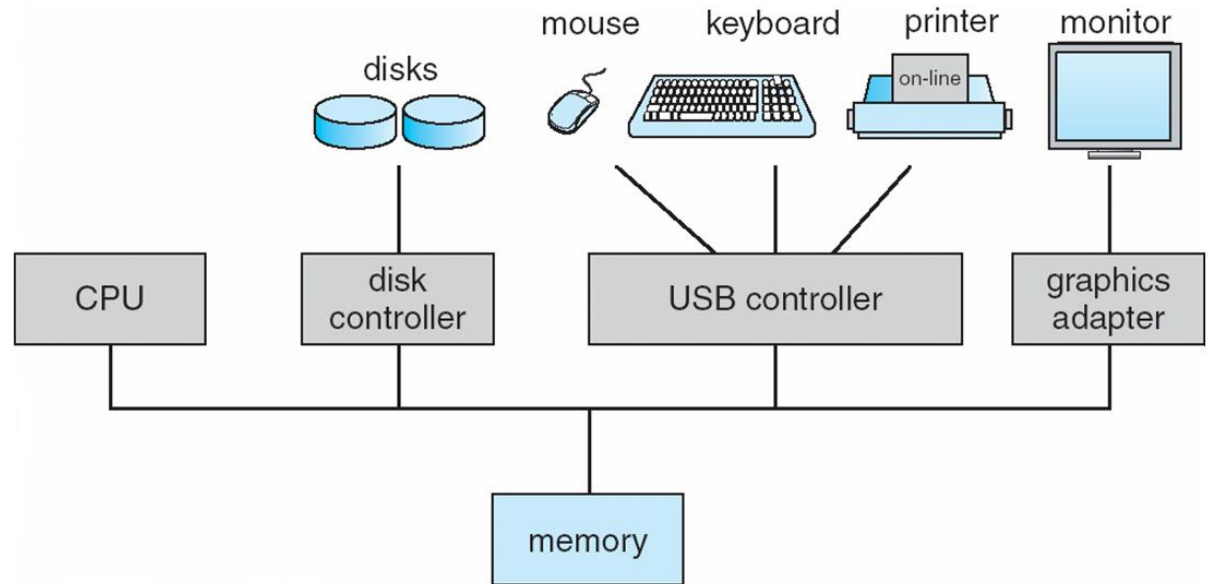 mouse
keyboard
printer
monitor
disks
on-line
CPU
disk
controller
USB controller
graphics
adapter
memory